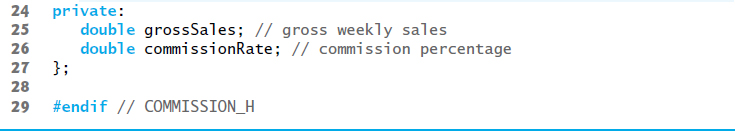 24 private:
25 double grossSales; // gross weekly sales
26 double commissionRate; // commission percentage
27 };
28
29 #endif // COMMISSION_H